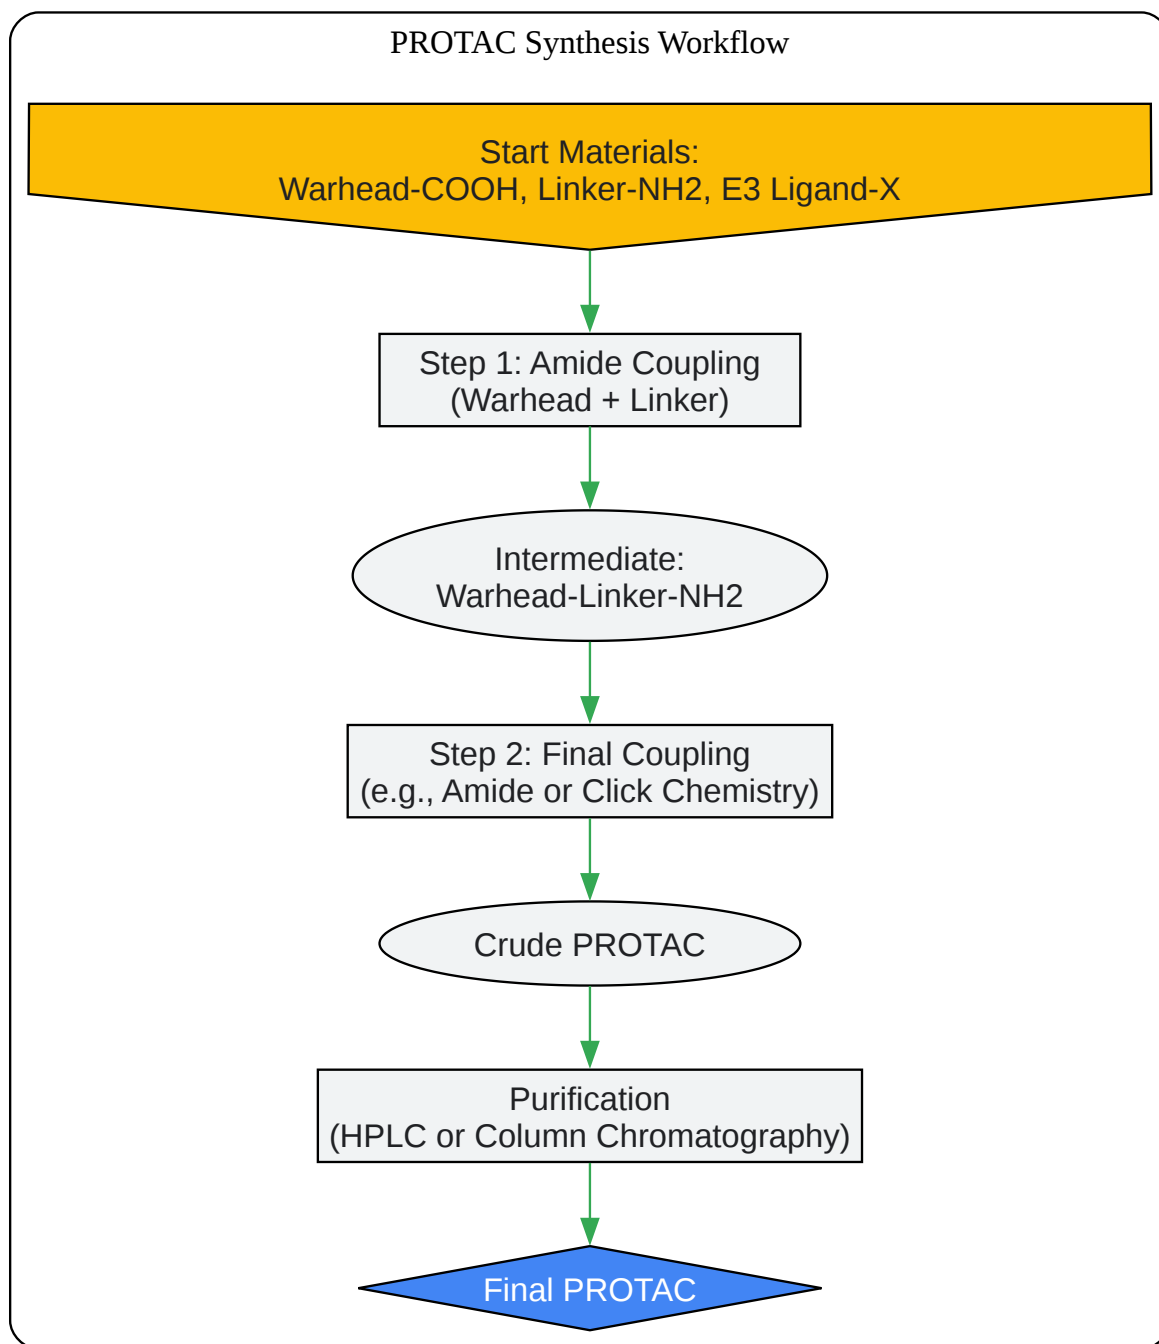 PROTAC Synthesis Workflow
Start Materials:
Warhead-COOH, Linker-NH2, E3 Ligand-X
Step 1: Amide Coupling
(Warhead + Linker)
Intermediate:
Warhead-Linker-NH2
Step 2: Final Coupling
(e.g., Amide or Click Chemistry)
Crude PROTAC
Purification
(HPLC or Column Chromatography)
Final PROTAC